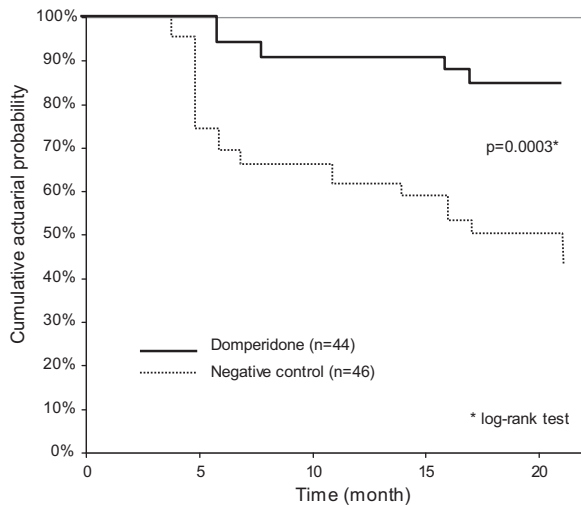 Cumulative actuarial probability
100%
90%
80%
70%
60%
50%
40%
30%
20%
10%
0%
p=0.0003*
Domperidone (n=44)
Negative control (n=46)
* log-rank test
0 5 10 15 20
Time (month)